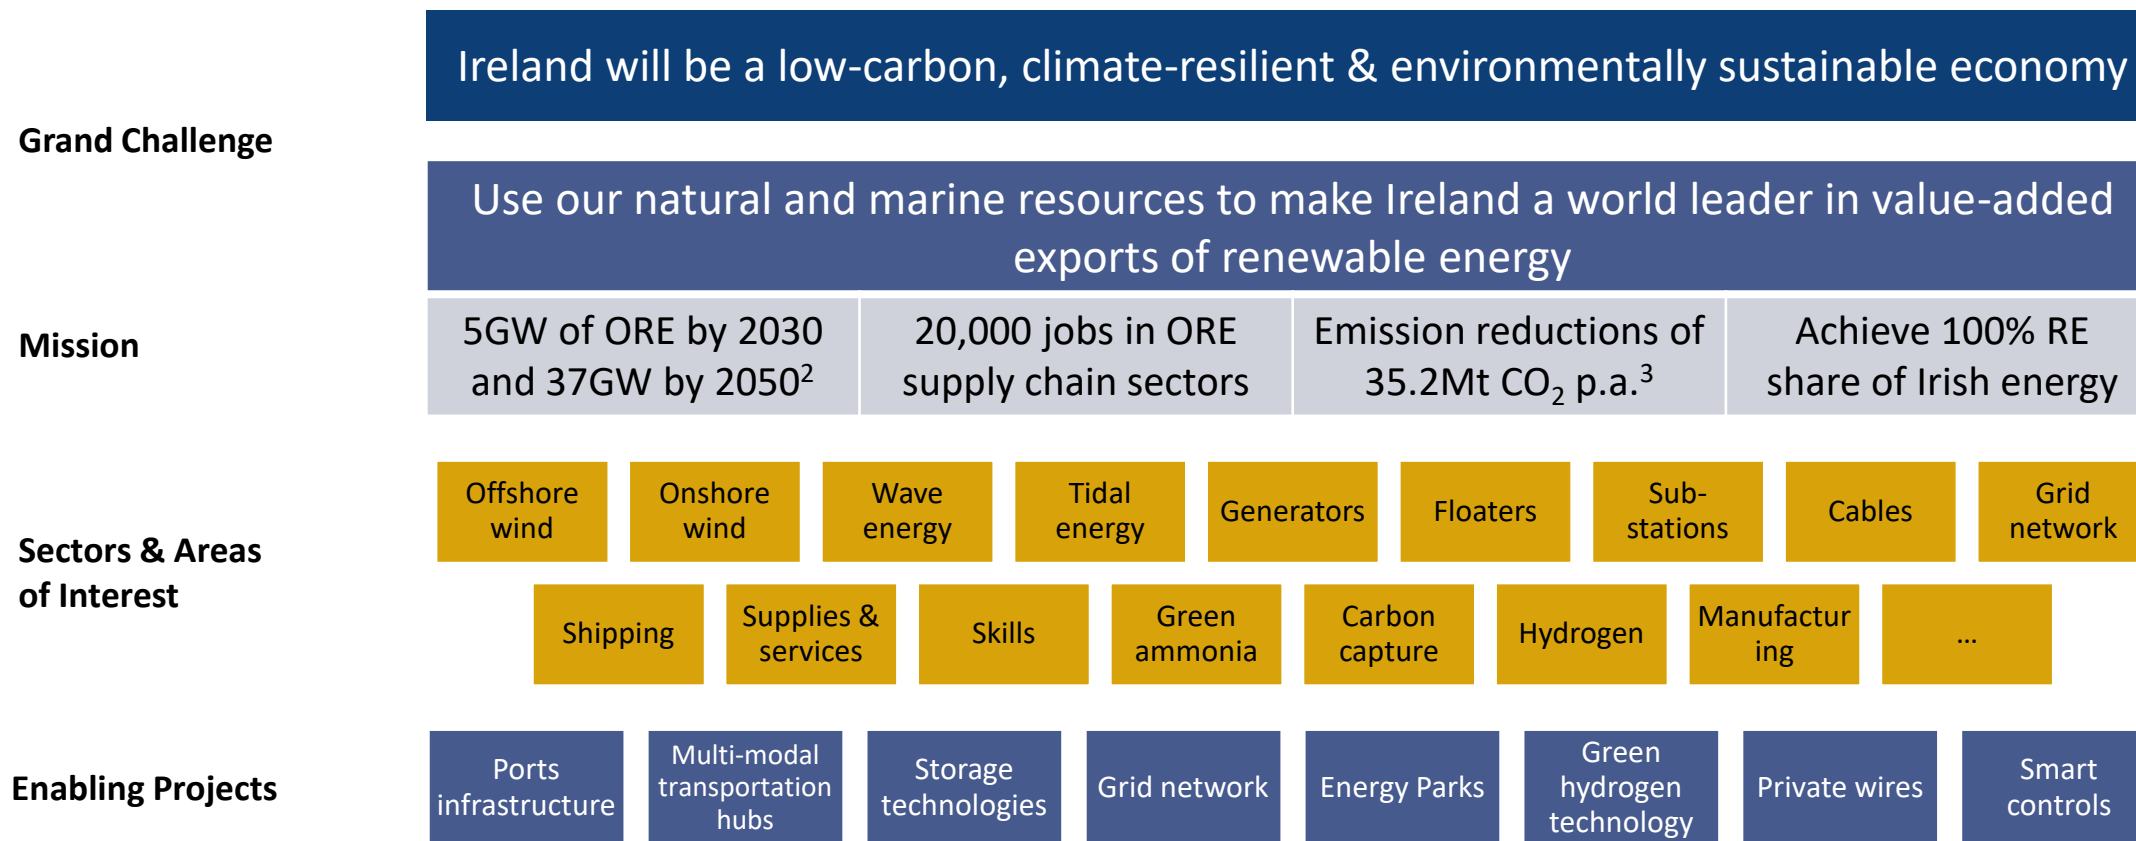 Ireland will be a low-carbon, climate-resilient & environmentally sustainable economy
Grand Challenge
Use our natural and marine resources to make Ireland a world leader in value-added
exports of renewable energy
Mission
5GW of ORE by 2030
and 37GW by 2050²
20,000 jobs in ORE
supply chain sectors
Emission reductions of
35.2Mt CO₂ p.a.³
Achieve 100% RE
share of Irish energy
Sectors & Areas
of Interest
Offshore
wind
Onshore
wind
Wave
energy
Tidal
energy
Generators
Floaters
Sub-
stations
Cables
Grid
network
Shipping
Supplies &
services
Skills
Green
ammonia
Carbon
capture
Hydrogen
Manufactur
ing
...
Enabling Projects
Ports
infrastructure
Multi-modal
transportation
hubs
Storage
technologies
Grid network
Energy Parks
Green
hydrogen
technology
Private wires
Smart
controls